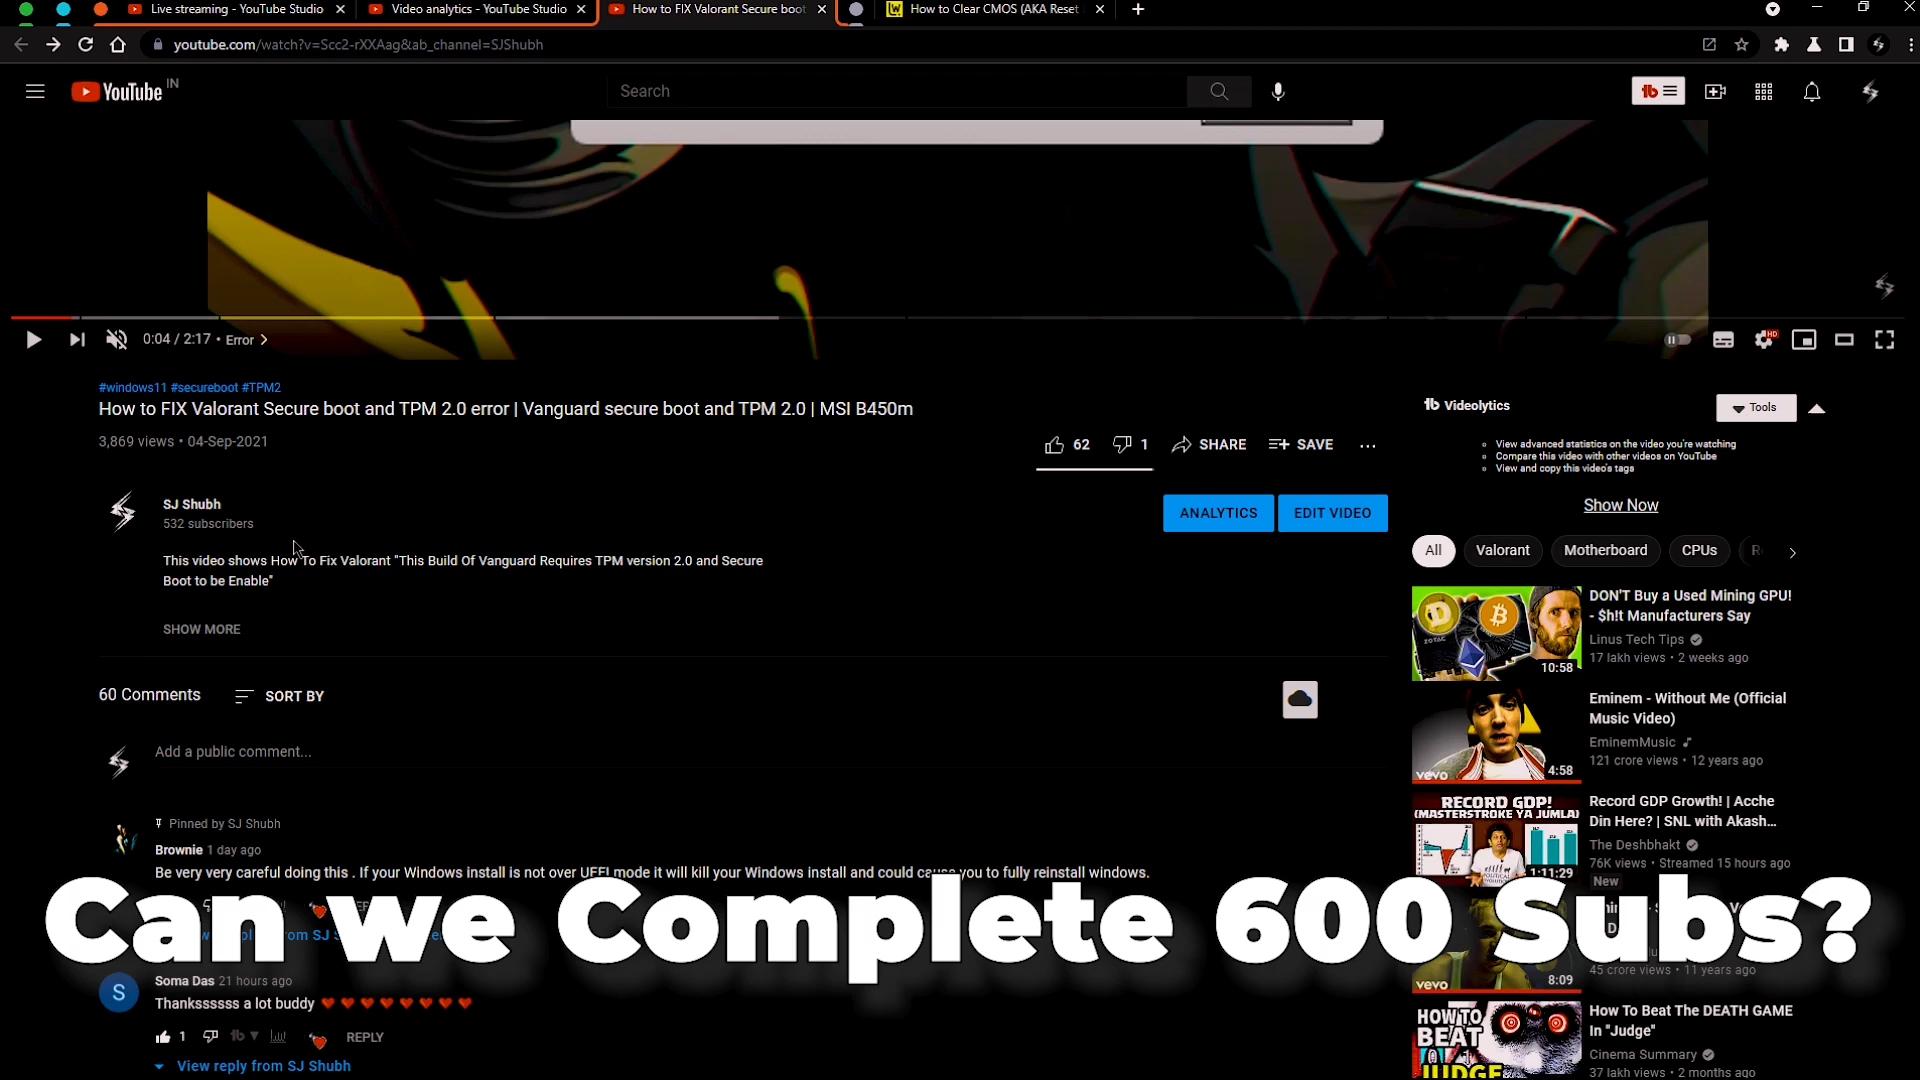 Live streaming - YouTube Studio
Video analytics - YouTube Studio
How to FIX Valorant Secure boot
How to Clear CMOS (AKA Reset
youtube.com/watch?v=Scc2-rXXAag&ab_channel=SJShubh
YouTube IN
Search
0:04 / 2:17 • Error
#windows11 #secureboot #TPM2
How to FIX Valorant Secure boot and TPM 2.0 error | Vanguard secure boot and TPM 2.0 | MSI B450m
3,869 views • 04-Sep-2021
62
1
SHARE
SAVE
SJ Shubh
532 subscribers
ANALYTICS
EDIT VIDEO
This video shows How To Fix Valorant "This Build Of Vanguard Requires TPM version 2.0 and Secure
Boot to be Enable"
SHOW MORE
60 Comments
SORT BY
Add a public comment...
Pinned by SJ Shubh
Brownie 1 day ago
Be very very careful doing this . If your Windows install is not over UEFI mode it will kill your Windows install and could cause you to fully reinstall windows.
Can we Complete 600 Subs?
S
Soma Das 21 hours ago
Thankssssss a lot buddy
1
REPLY
View reply from SJ Shubh
Videolytics
Tools
View advanced statistics on the video you're watching
Compare this video with other videos on YouTube
View and copy this video's tags
Show Now
All
Valorant
Motherboard
CPUs
DON'T Buy a Used Mining GPU!
- $h!t Manufacturers Say
Linus Tech Tips
17 lakh views • 2 weeks ago
10:58
Eminem - Without Me (Official
Music Video)
EminemMusic
121 crore views • 12 years ago
vevo
4:58
RECORD GDP!
(MASTERSTROKE YA JUMLA)
1:11:29
Record GDP Growth! | Acche
Din Here? | SNL with Akash...
The Deshbhakt
76K views • Streamed 15 hours ago
New
45 crore views • 11 years ago
vevo
8:09
HOW TO
BEAT
JUDGE
How To Beat The DEATH GAME
In "Judge"
Cinema Summary
37 lakh views • 2 months ago